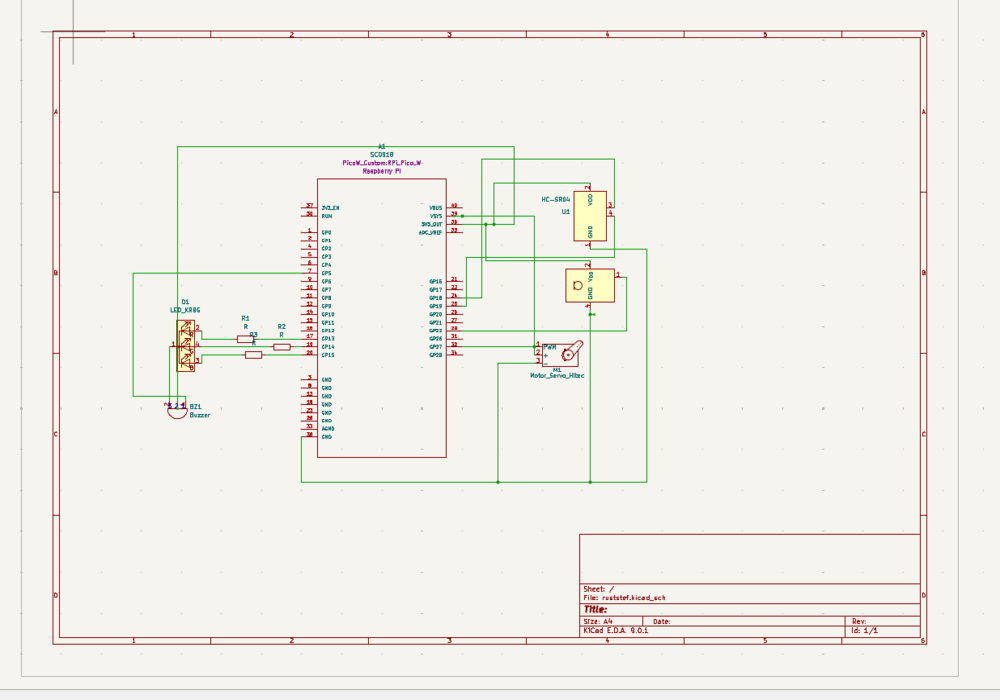 1 2 3 4 5 6
A A
A1
SC0918
PicoW_Custom:RPi_Pico_W
Raspberry Pi
37 3V3_EN
30 RUN
1 GP0
2 GP1
4 GP2
5 GP3
6 GP4
7 GP5
9 GP6
10 GP7
11 GP8
12 GP9
14 GP10
15 GP11
16 GP12
17 GP13
19 GP14
20 GP15
3 GND
8 GND
13 GND
18 GND
23 GND
28 GND
33 AGND
38 GND
VBUS 40
VSYS 39
3V3_OUT 36
ADC_VREF 35
GP16 21
GP17 22
GP18 24
GP19 25
GP20 26
GP21 27
GP22 29
GP26 31
GP27 32
GP28 34
HC-SR04
U1
VDD
GND
2
3
4
1
B B
VDD
GND
2
1
D1
LED_KRBG
2
1 4
3
R1
R
R2
R
R3
R
1 PWM
2 +
3 -
M1
Motor_Servo_Hitec
BZ1
Buzzer
C C
D D
Sheet: /
File: ruststef.kicad_sch
Title:
Size: A4 Date: Rev:
KiCad E.D.A. 9.0.1 Id: 1/1
1 2 3 4 5 6